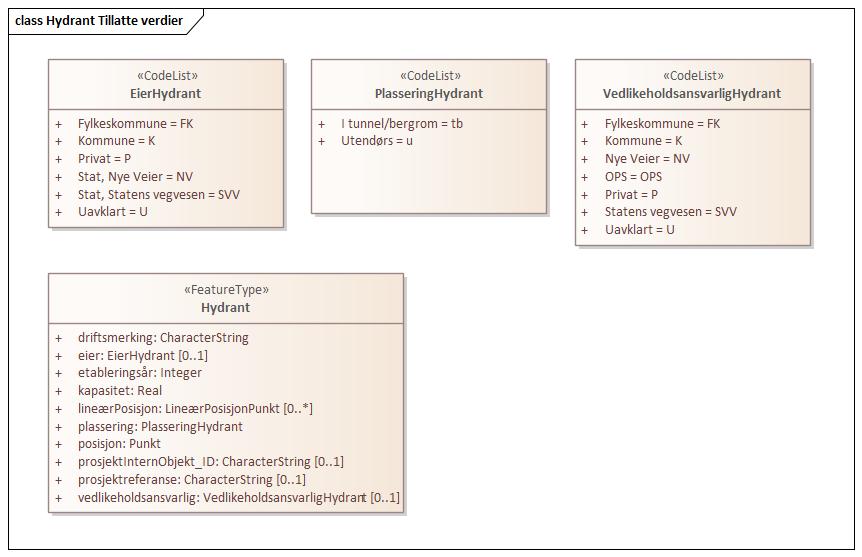 class Hydrant Tillatte verdier
«CodeList»
EierHydrant
+ Fylkeskommune = FK
+ Kommune = K
+ Privat = P
+ Stat, Nye Veier = NV
+ Stat, Statens vegvesen = SVV
+ Uavklart = U
«CodeList»
PlasseringHydrant
+ I tunnel/bergrom = tb
+ Utendørs = u
«CodeList»
VedlikeholdsansvarligHydrant
+ Fylkeskommune = FK
+ Kommune = K
+ Nye Veier = NV
+ OPS = OPS
+ Privat = P
+ Statens vegvesen = SVV
+ Uavklart = U
«FeatureType»
Hydrant
+ driftsmerking: CharacterString
+ eier: EierHydrant [0..1]
+ etableringsår: Integer
+ kapasitet: Real
+ lineærPosisjon: LineærPosisjonPunkt [0..*]
+ plassering: PlasseringHydrant
+ posisjon: Punkt
+ prosjektInternObjekt_ID: CharacterString [0..1]
+ prosjektreferanse: CharacterString [0..1]
+ vedlikeholdsansvarlig: VedlikeholdsansvarligHydrant [0..1]